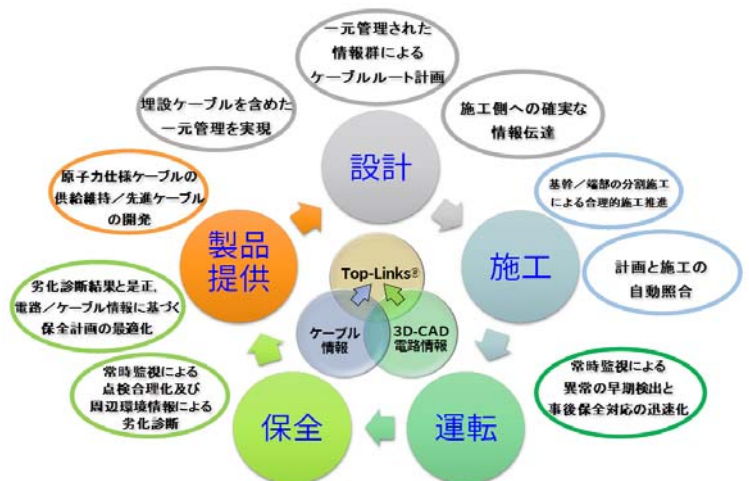 一元管理された
情報群による
ケーブルルート計画
埋設ケーブルを含めた
一元管理を実現
施工側への確実な
情報伝達
設計
原子力仕様ケーブルの
供給維持／先進ケーブル
の開発
基幹／端部の分割施工
による合理的施工推進
製品
提供
Top-Links®
施工
計画と施工の
自動照合
劣化診断結果と是正,
電路／ケーブル情報に基づく
保全計画の最適化
ケーブル
情報
3D-CAD
電路情報
常時監視による
点検合理化及び
周辺環境情報による
劣化診断
常時監視による
異常の早期検出と
事後保全対応の迅速化
保全
運転